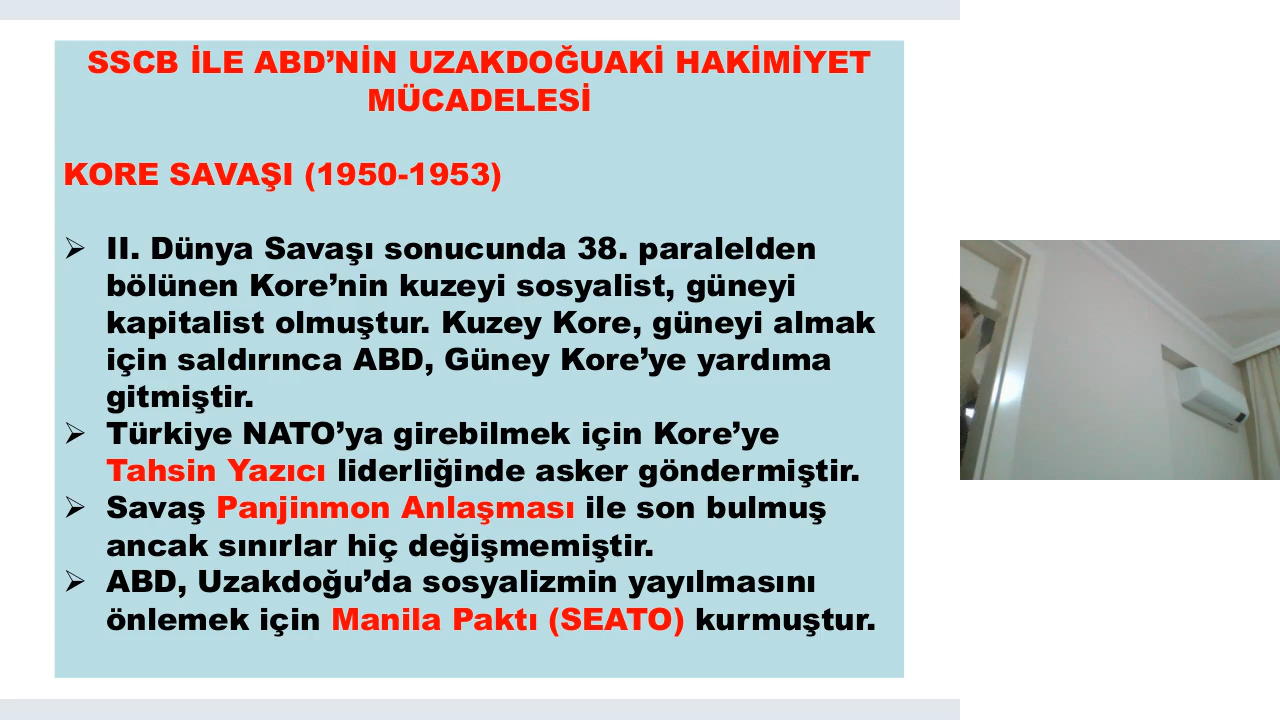 SSCB İLE ABD’NİN UZAKDOĞUAKİ HAKİMİYET
MÜCADELESİ
KORE SAVAŞI (1950-1953)
➢ II. Dünya Savaşı sonucunda 38. paralelden
bölünen Kore’nin kuzeyi sosyalist, güneyi
kapitalist olmuştur. Kuzey Kore, güneyi almak
için saldırınca ABD, Güney Kore’ye yardıma
gitmiştir.
➢ Türkiye NATO’ya girebilmek için Kore’ye
Tahsin Yazıcı liderliğinde asker göndermiştir.
➢ Savaş Panjinmon Anlaşması ile son bulmuş
ancak sınırlar hiç değişmemiştir.
➢ ABD, Uzakdoğu’da sosyalizmin yayılmasını
önlemek için Manila Paktı (SEATO) kurmuştur.